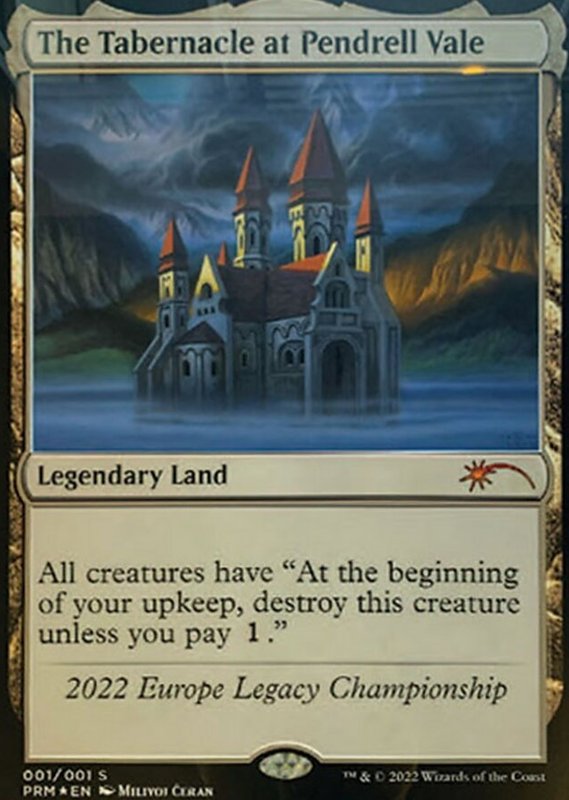 The Tabernacle at Pendrell Vale
Legendary Land
All creatures have “At the beginning
of your upkeep, destroy this creature
unless you pay 1.”
2022 Europe Legacy Championship
001/001 S
PRM★EN Milivoj Ćeran
™ & © 2022 Wizards of the Coast